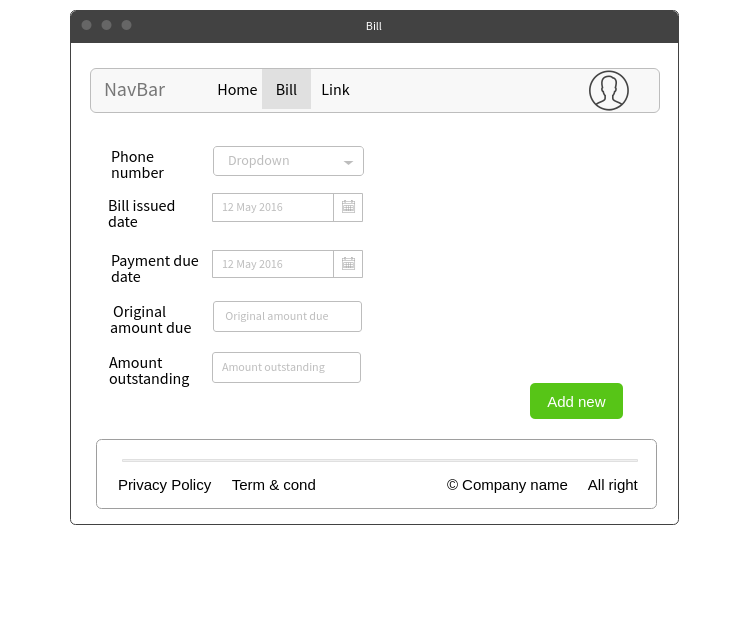 Bill
NavBar Home Bill Link
Phone
number
Dropdown
Bill issued
date
12 May 2016
Payment due
date
12 May 2016
Original
amount due
Original amount due
Amount
outstanding
Amount outstanding
Add new
Privacy Policy Term & cond © Company name All right